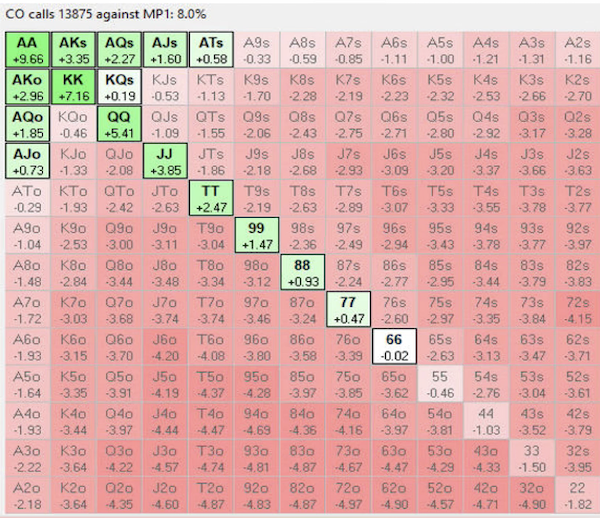 CO calls 13875 against MP1: 8.0%
AA AKs AQs AJs ATs A9s A8s A7s A6s A5s A4s A3s A2s
+9.66 +3.35 +2.27 +1.60 +0.58 -0.33 -0.59 -0.85 -1.11 -1.00 -1.21 -1.31 -1.16
AKo KK KQs KJs KTs K9s K8s K7s K6s K5s K4s K3s K2s
+2.96 +7.16 +0.19 -0.53 -1.13 -1.70 -2.28 -2.19 -2.23 -2.32 -2.53 -2.66 -2.70
AQo KQo QQ QJs QTs Q9s Q8s Q7s Q6s Q5s Q4s Q3s Q2s
+1.85 -0.46 +5.41 -1.09 -1.55 -2.06 -2.43 -2.75 -2.71 -2.80 -2.92 -3.17 -3.28
AJo KJo QJo JJ JTs J9s J8s J7s J6s J5s J4s J3s J2s
+0.73 -1.33 -2.08 +3.85 -1.86 -2.18 -2.68 -2.93 -3.09 -3.20 -3.37 -3.66 -3.63
ATo KTo QTo JTo TT T9s T8s T7s T6s T5s T4s T3s T2s
-0.29 -1.93 -2.42 -2.63 +2.47 -2.19 -2.63 -2.89 -3.07 -3.33 -3.55 -3.78 -3.77
A9o K9o Q9o J9o T9o 99 98s 97s 96s 95s 94s 93s 92s
-1.04 -2.53 -3.00 -3.11 -3.04 +1.47 -2.36 -2.49 -2.94 -3.43 -3.78 -3.77 -3.97
A8o K8o Q8o J8o T8o 98o 88 87s 86s 85s 84s 83s 82s
-1.48 -2.84 -3.44 -3.48 -3.34 -3.12 +0.93 -2.24 -2.77 -2.95 -3.44 -3.79 -3.83
A7o K7o Q7o J7o T7o 97o 87o 77 76s 75s 74s 73s 72s
-1.72 -3.03 -3.68 -3.74 -3.74 -3.46 -3.24 +0.47 -2.60 -2.97 -3.35 -3.84 -4.15
A6o K6o Q6o J6o T6o 96o 86o 76o 66 65s 64s 63s 62s
-1.93 -3.15 -3.70 -4.20 -4.08 -3.80 -3.58 -3.39 -0.02 -2.63 -3.13 -3.47 -3.71
A5o K5o Q5o J5o T5o 95o 85o 75o 65o 55 54s 53s 52s
-1.64 -3.35 -3.91 -4.19 -4.37 -4.28 -3.97 -3.85 -3.62 -0.46 -2.76 -3.04 -3.61
A4o K4o Q4o J4o T4o 94o 84o 74o 64o 54o 44 43s 42s
-1.93 -3.44 -3.97 -4.44 -4.47 -4.69 -4.36 -4.16 -3.97 -3.81 -1.03 -3.52 -3.79
A3o K3o Q3o J3o T3o 93o 83o 73o 63o 53o 43o 33 32s
-2.22 -3.64 -4.22 -4.57 -4.74 -4.81 -4.87 -4.67 -4.47 -4.29 -4.33 -1.50 -3.95
A2o K2o Q2o J2o T2o 92o 82o 72o 62o 52o 42o 32o 22
-2.18 -3.64 -4.35 -4.60 -4.87 -4.83 -4.87 -4.97 -4.90 -4.57 -4.71 -4.90 -1.82